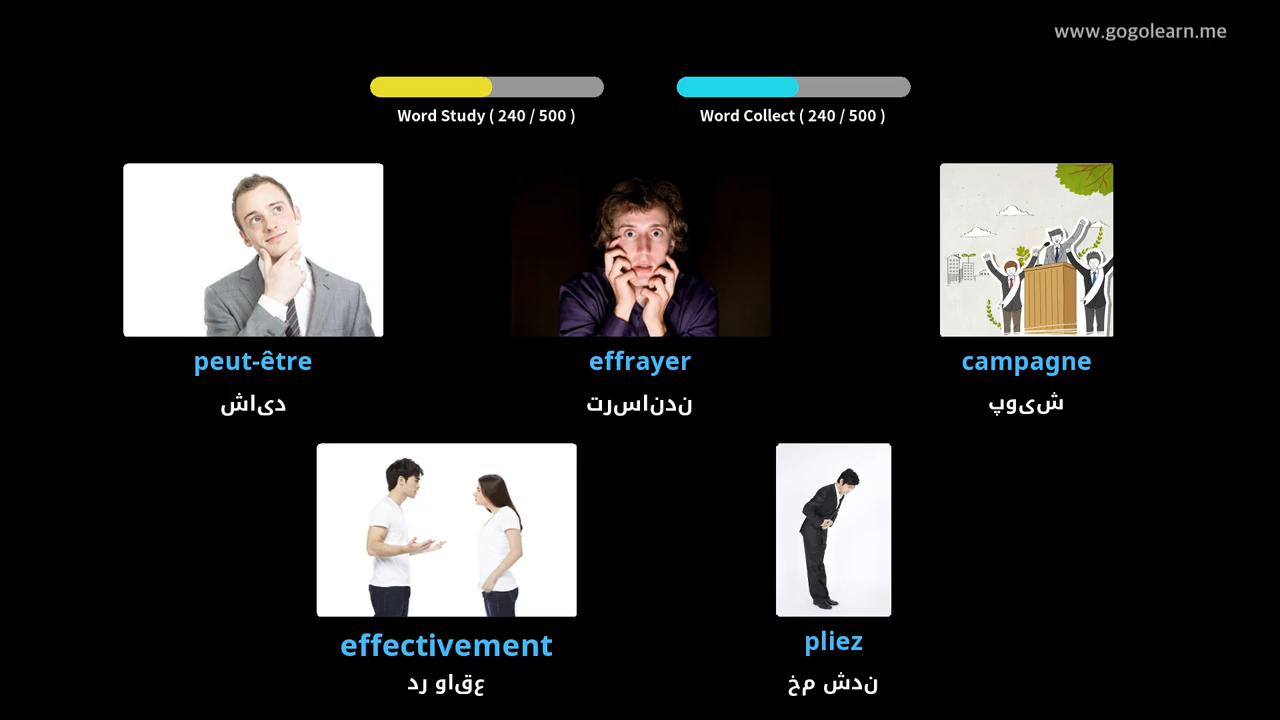 www.gogolearn.me
Word Study ( 240 / 500 )
Word Collect ( 240 / 500 )
peut-être
effrayer
campagne
دیاش
ندناسرت
شیوپ
effectivement
pliez
عقاو رد
ندش مخ